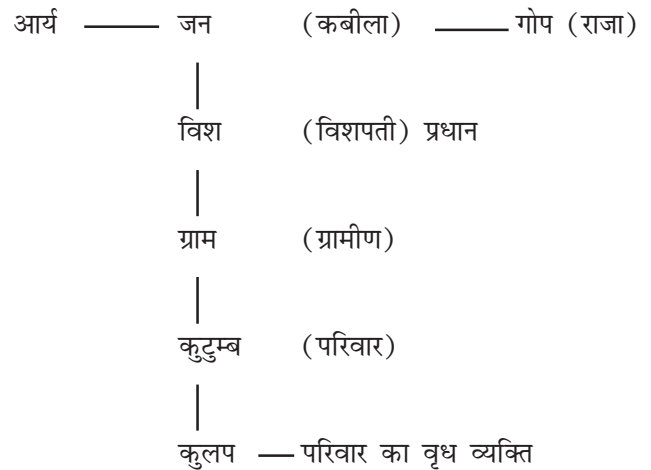 आर्य जन (कबीला) गोप (राजा)
विश (विशपती) प्रधान
ग्राम (ग्रामीण)
कुटुम्ब (परिवार)
कुलप परिवार का वृध व्यक्ति